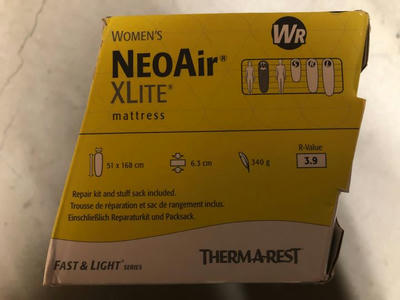 WOMEN'S
NEOAIR®
XLITE®
mattress
WR
W S R L
51 x 168 cm
6.3 cm
340 g
R-Value
3.9
Repair kit and stuff sack included.
Trousse de réparation et sac de rangement inclus.
Einschließlich Reparaturkit und Packsack.
FAST & LIGHT® SERIES
THERM-A-REST®